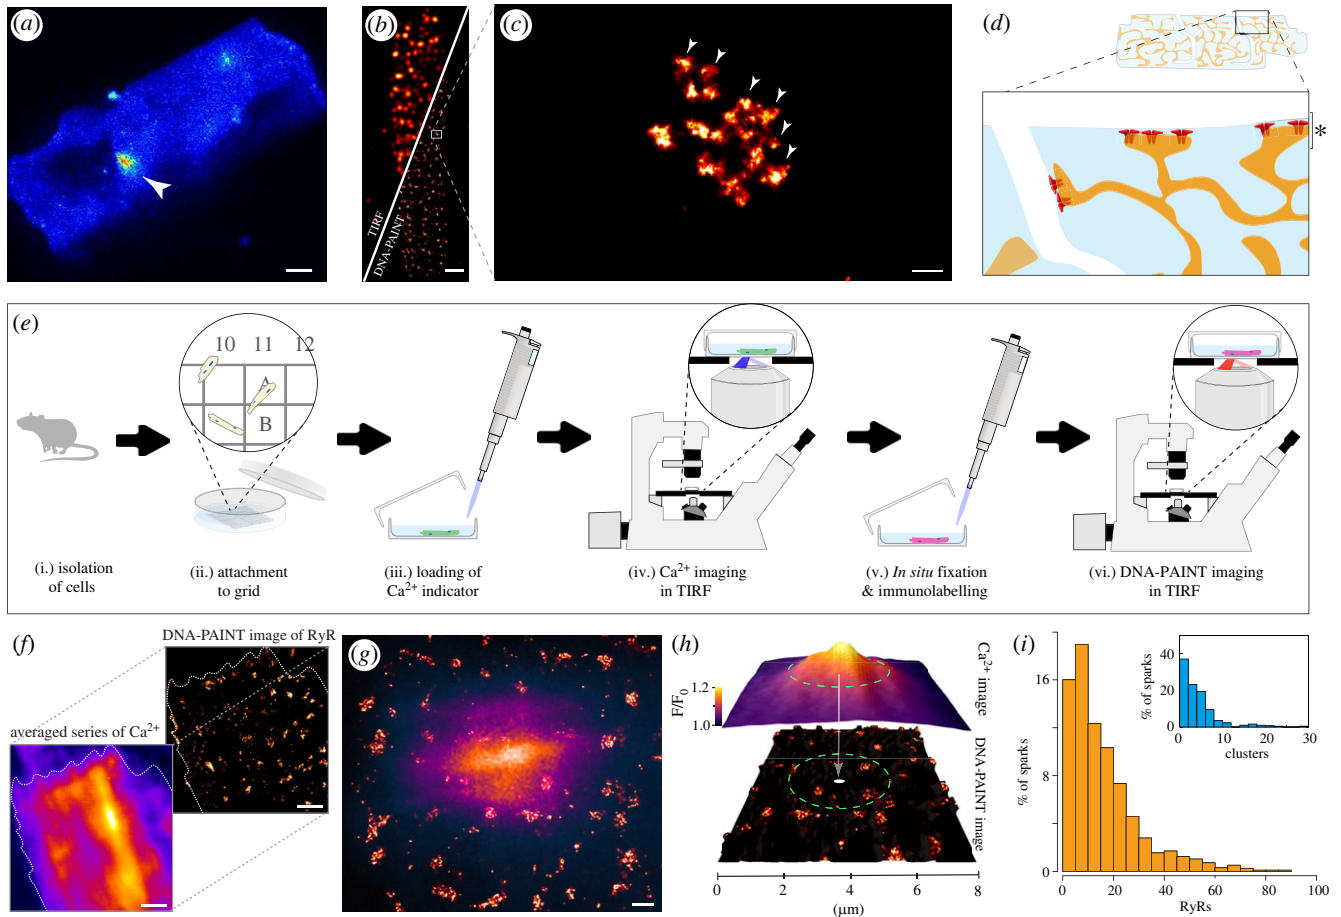 (a)
(b)
TIRF
DNA-PAINT
(c)
(d)
*
(e)
10 11 12
A
B
(i.) isolation
of cells
(ii.) attachment
to grid
(iii.) loading of
Ca2+ indicator
(iv.) Ca2+ imaging
in TIRF
(v.) In situ fixation
& immunolabelling
(vi.) DNA-PAINT imaging
in TIRF
(f)
DNA-PAINT image of RyR
averaged series of Ca2+
(g)
(h)
F/F0
1.2
1.0
Ca2+ image
DNA-PAINT image
0 2 4 6 8
(μm)
(i)
% of sparks
16
8
0
0 20 40 60 80 100
RyRs
% of sparks
40
20
0
0 10 20 30
clusters